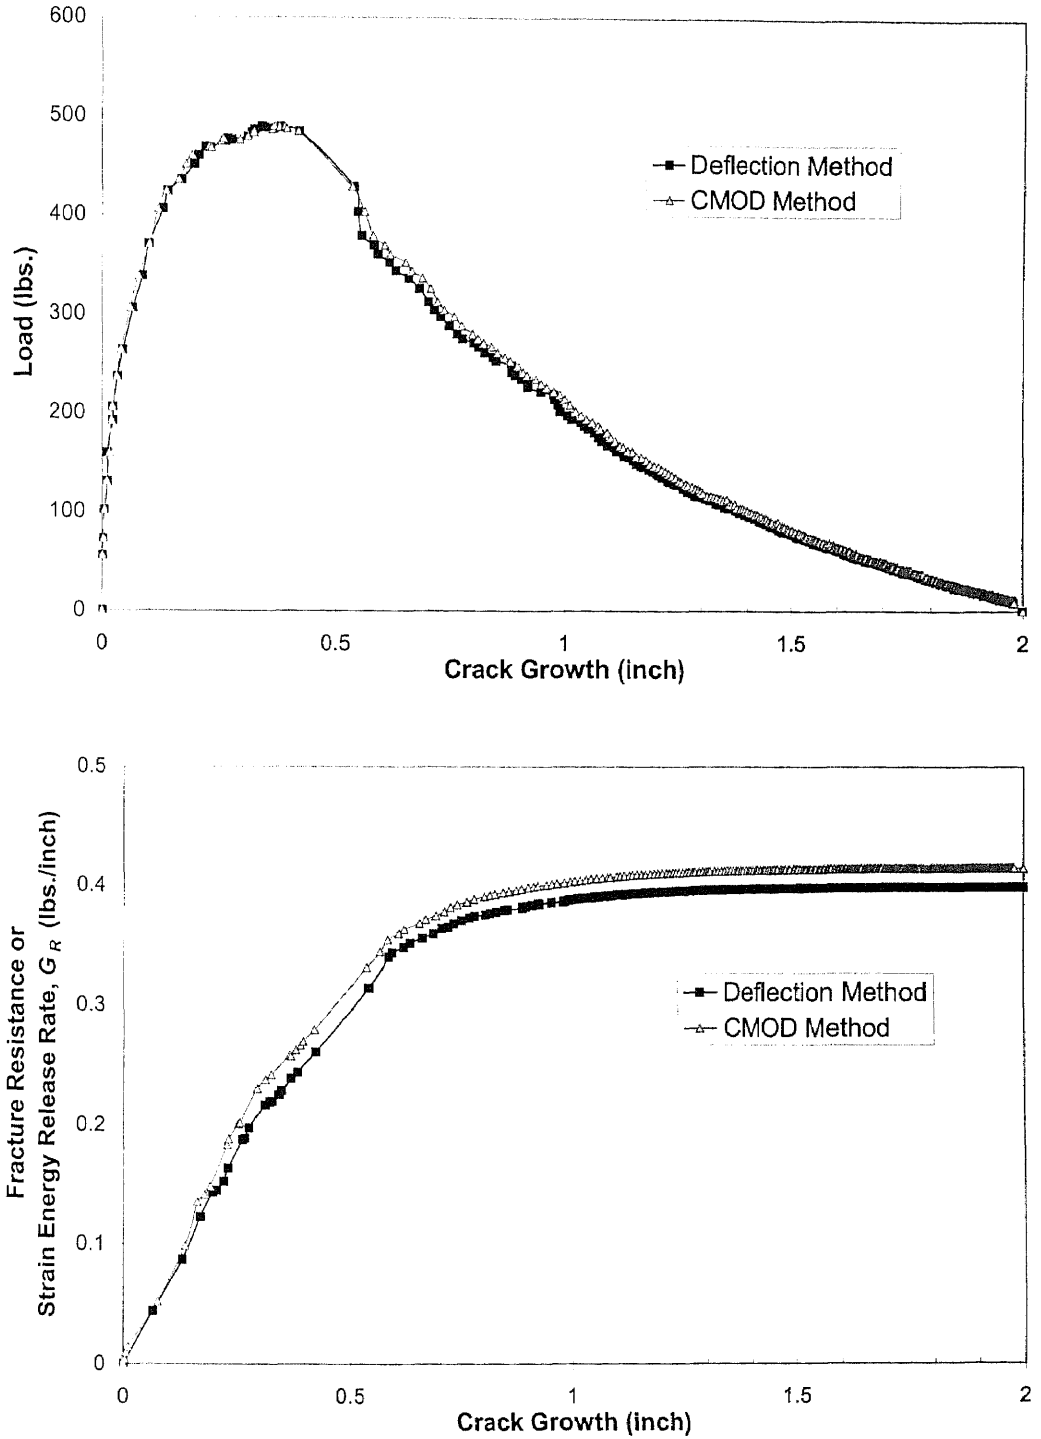 600
500
400
300
200
100
0
Load (lbs.)
Deflection Method
CMOD Method
0 0.5 1 1.5 2
Crack Growth (inch)
0.5
0.4
0.3
0.2
0.1
0
Fracture Resistance or
Strain Energy Release Rate, G R (lbs./inch)
Deflection Method
CMOD Method
0 0.5 1 1.5 2
Crack Growth (inch)